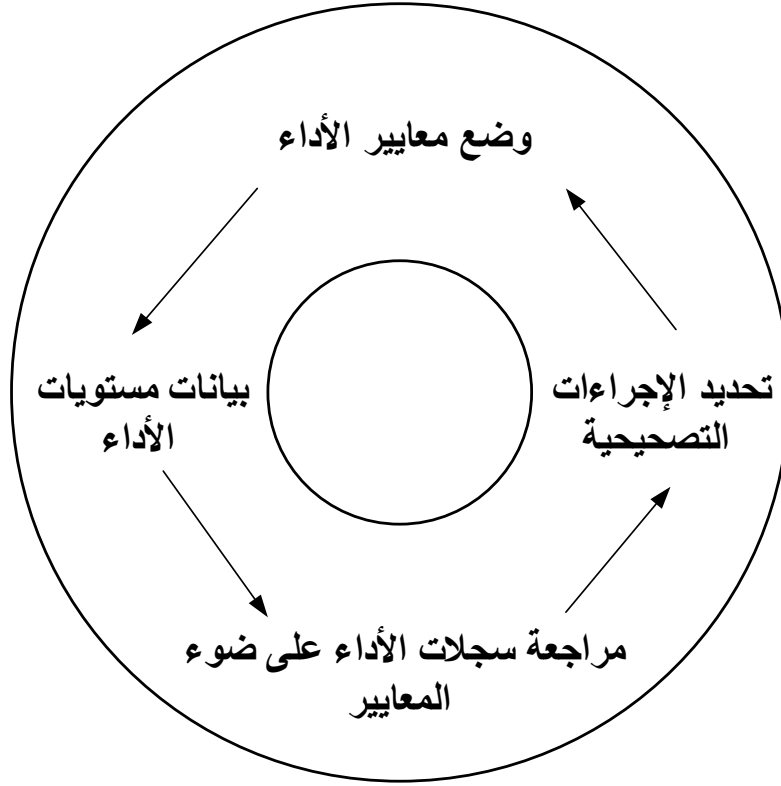 وضع معايير الأداء
بيانات مستويات
الأداء
مراجعة سجلات الأداء على ضوء
المعايير
تحديد الإجراءات
التصحيحية